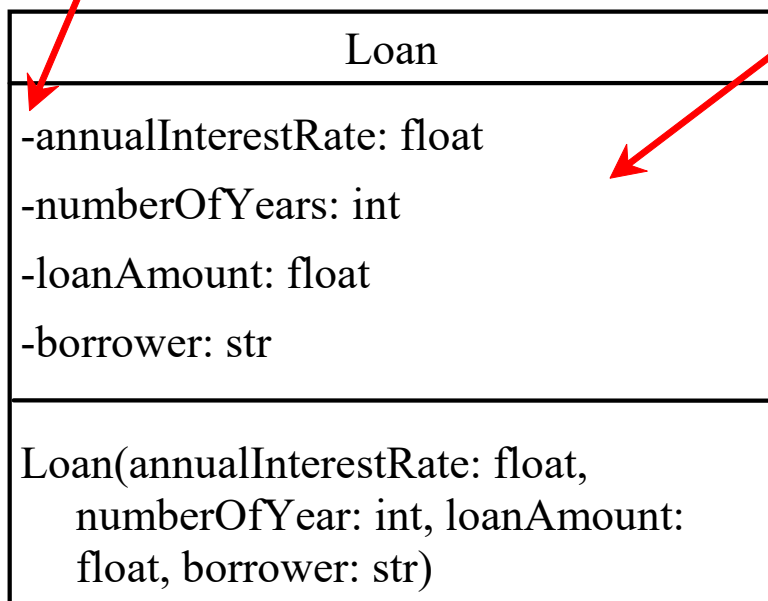 Loan
-annualInterestRate: float
-numberOfYears: int
-loanAmount: float
-borrower: str
Loan(annualInterestRate: float,
numberOfYear: int, loanAmount:
float, borrower: str)